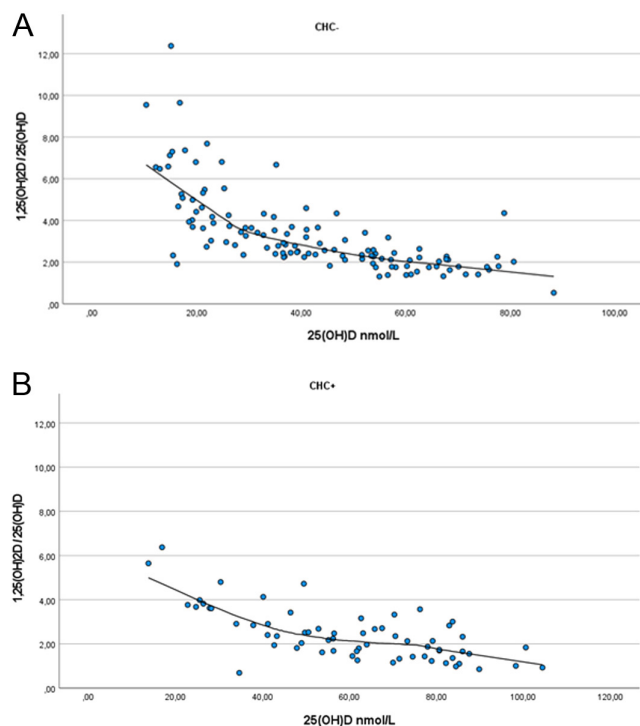 A
CHC-
12,00
10,00
8,00
6,00
4,00
2,00
,00
1,25(OH)2D/25(OH)D
,00 20,00 40,00 60,00 80,00 100,00
25(OH)D nmol/L
B
CHC+
12,00
10,00
8,00
6,00
4,00
2,00
,00
1,25(OH)2D/25(OH)D
,00 20,00 40,00 60,00 80,00 100,00 120,00
25(OH)D nmol/L